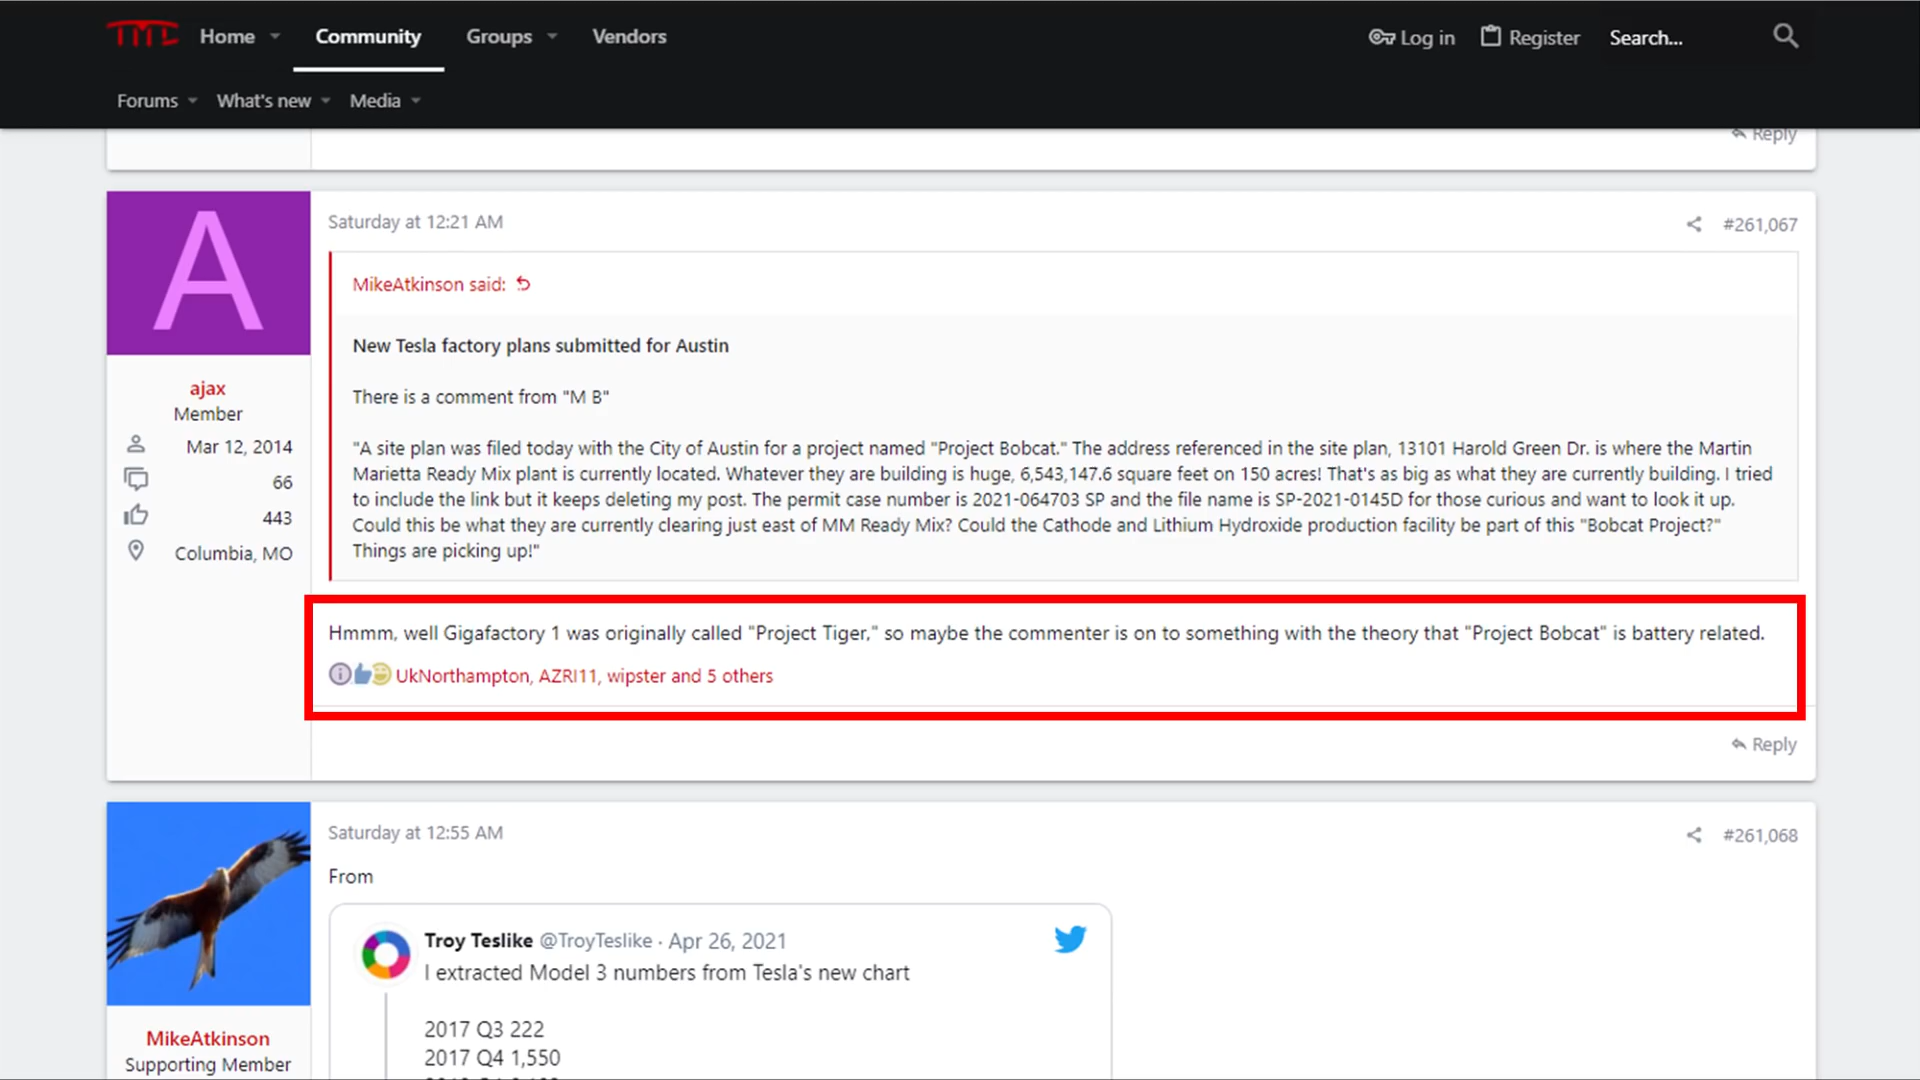 TMC Home Community Groups Vendors Log in Register Search...
Forums What's new Media
Reply
A
Saturday at 12:21 AM #261,067
MikeAtkinson said:
New Tesla factory plans submitted for Austin
ajax
There is a comment from "M B"
Member
Mar 12, 2014
66
443
Columbia, MO
"A site plan was filed today with the City of Austin for a project named "Project Bobcat." The address referenced in the site plan, 13101 Harold Green Dr. is where the Martin
Marietta Ready Mix plant is currently located. Whatever they are building is huge, 6,543,147.6 square feet on 150 acres! That's as big as what they are currently building. I tried
to include the link but it keeps deleting my post. The permit case number is 2021-064703 SP and the file name is SP-2021-0145D for those curious and want to look it up.
Could this be what they are currently clearing just east of MM Ready Mix? Could the Cathode and Lithium Hydroxide production facility be part of this "Bobcat Project?"
Things are picking up!"
Hmmm, well Gigafactory 1 was originally called "Project Tiger," so maybe the commenter is on to something with the theory that "Project Bobcat" is battery related.
UkNorthampton, AZRI11, wipster and 5 others
Reply
Saturday at 12:55 AM #261,068
From
Troy Teslike @TroyTeslike · Apr 26, 2021
I extracted Model 3 numbers from Tesla's new chart
2017 Q3 222
2017 Q4 1,550
MikeAtkinson
Supporting Member